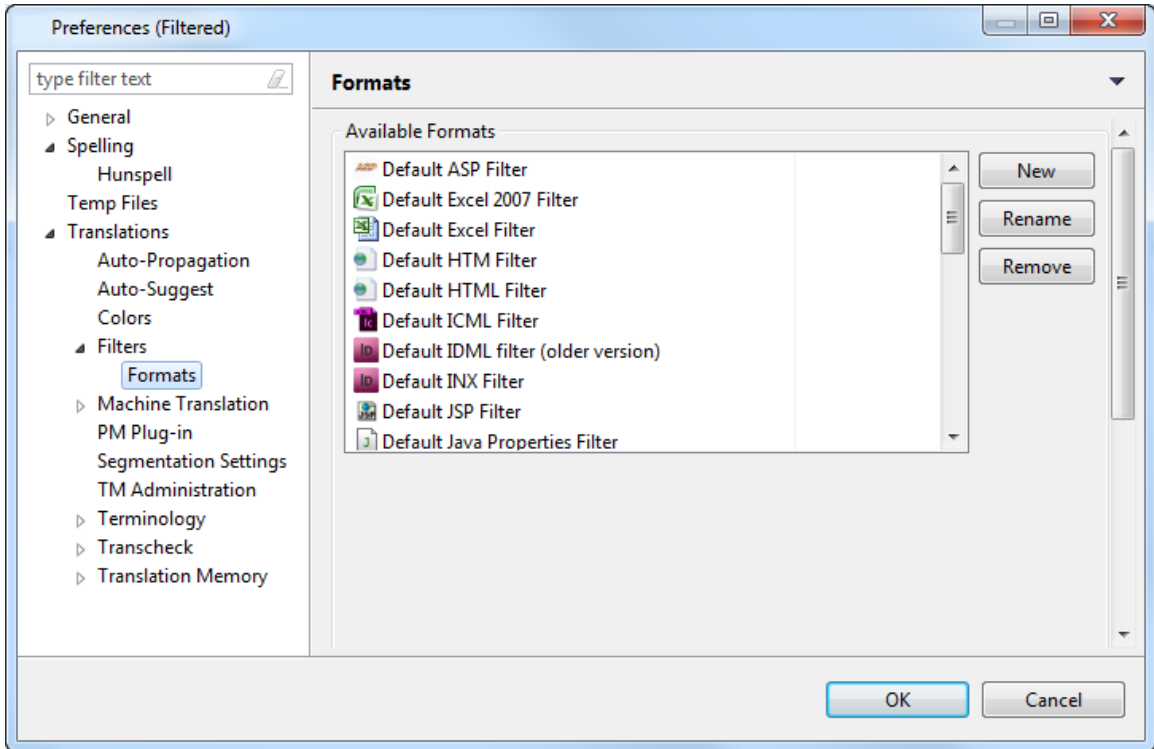 Preferences (Filtered)
type filter text
General
Spelling
Hunspell
Temp Files
Translations
Auto-Propagation
Auto-Suggest
Colors
Filters
Formats
Machine Translation
PM Plug-in
Segmentation Settings
TM Administration
Terminology
Transcheck
Translation Memory
Formats
Available Formats
Default ASP Filter
Default Excel 2007 Filter
Default Excel Filter
Default HTM Filter
Default HTML Filter
Default ICML Filter
Default IDML filter (older version)
Default INX Filter
Default JSP Filter
Default Java Properties Filter
New
Rename
Remove
OK
Cancel